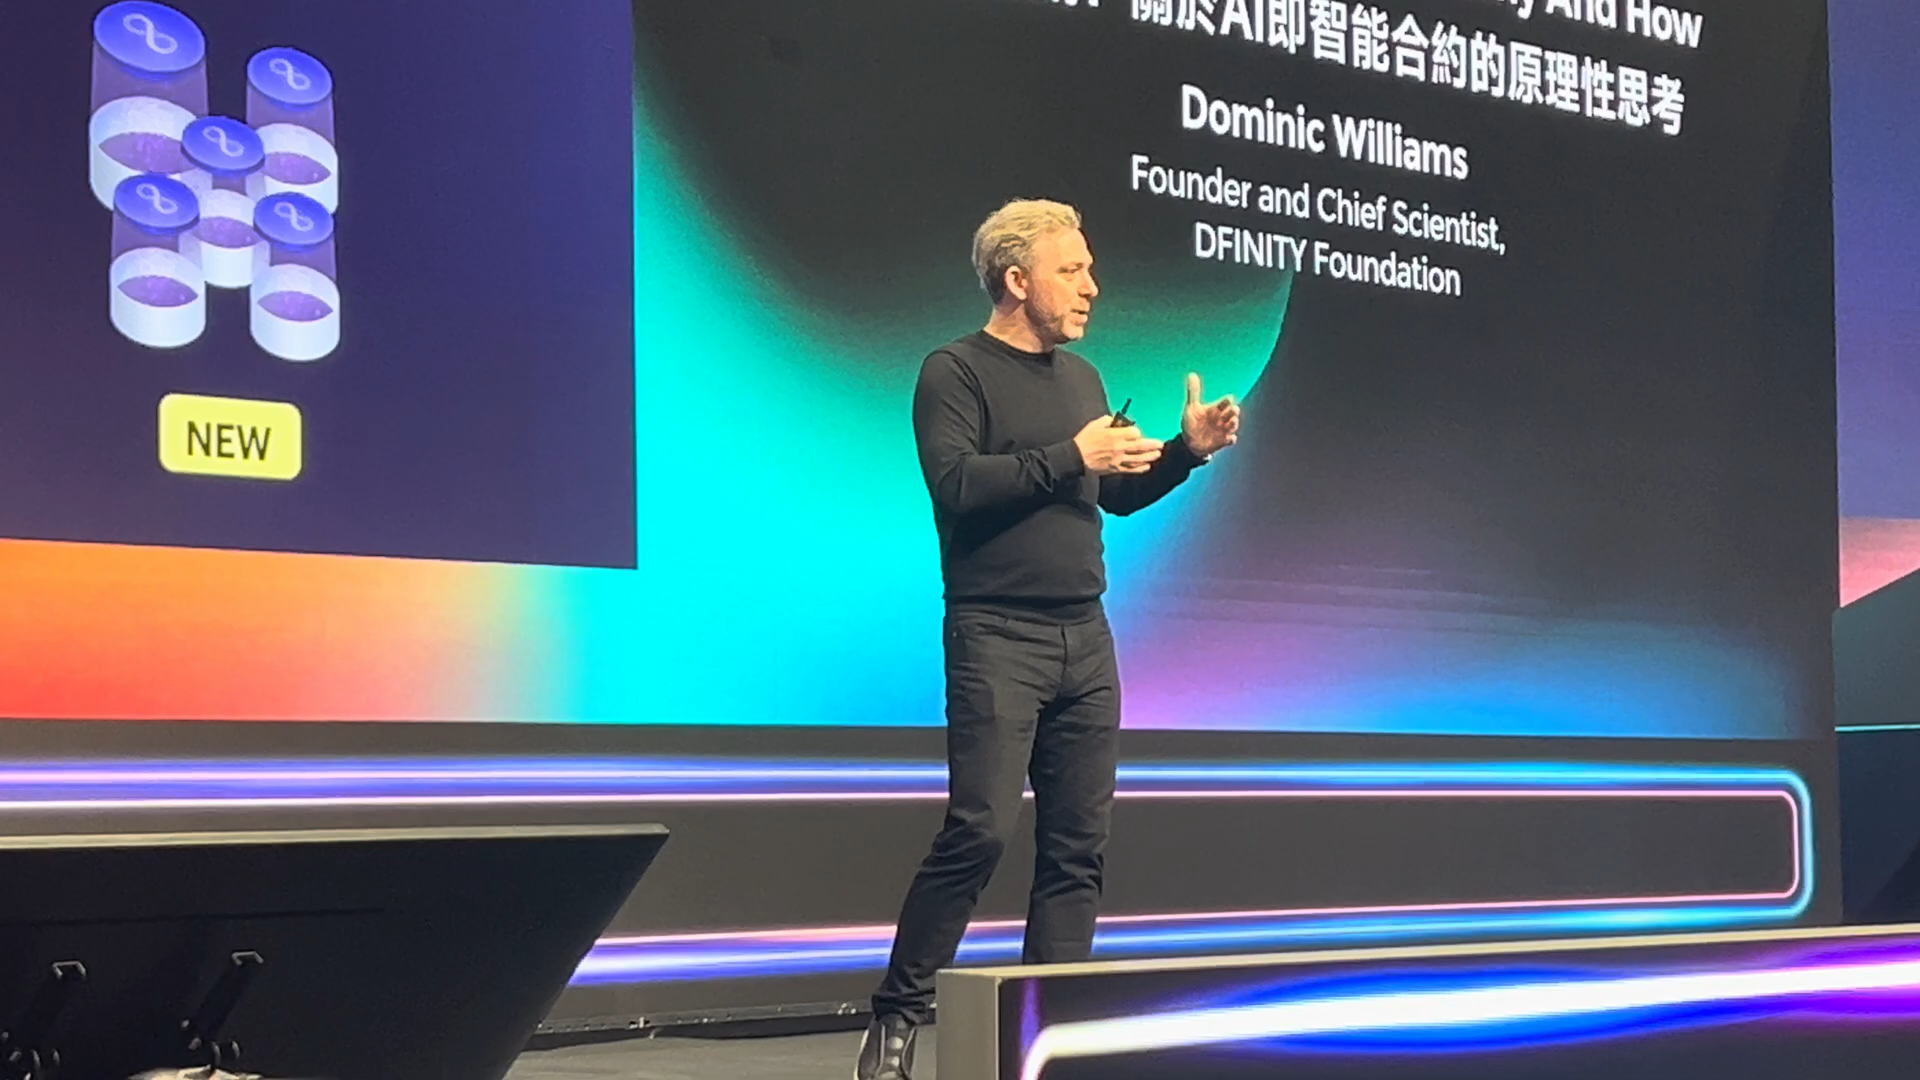 And How
關於AI即智能合約的原理性思考
Dominic Williams
Founder and Chief Scientist,
DFINITY Foundation
NEW